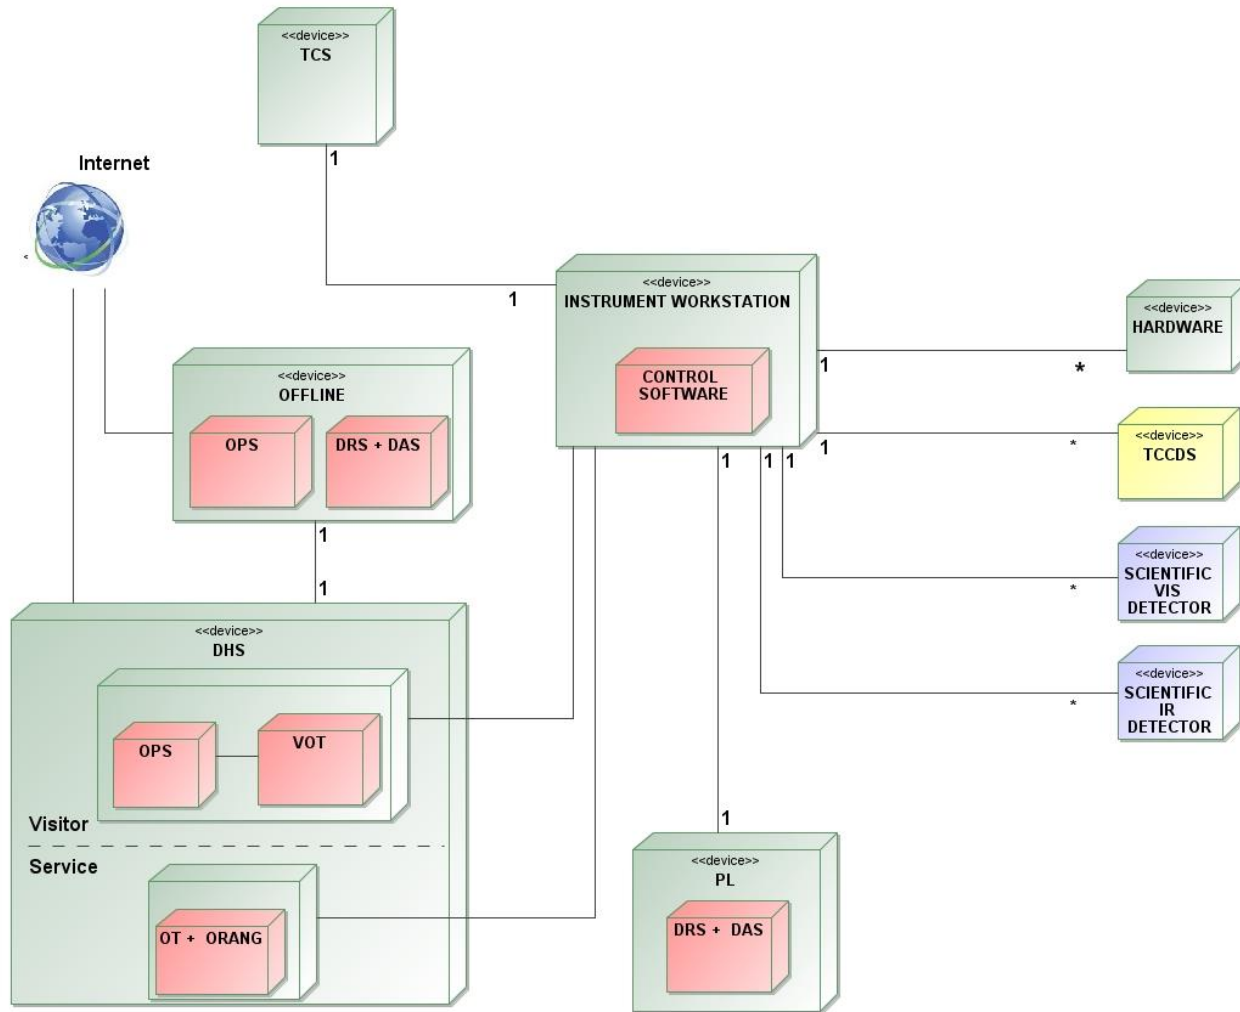 <<device>>
TCS
1
Internet
<
1
<<device>>
INSTRUMENT WORKSTATION
CONTROL
SOFTWARE
<<device>>
HARDWARE
1
*
<<device>>
TCCDS
1
*
<<device>>
OFFLINE
OPS
DRS + DAS
1
1
1
1
1
<<device>>
SCIENTIFIC
VIS
DETECTOR
*
<<device>>
SCIENTIFIC
IR
DETECTOR
*
<<device>>
DHS
OPS
VOT
Visitor
Service
OT + ORANG
1
<<device>>
PL
DRS + DAS